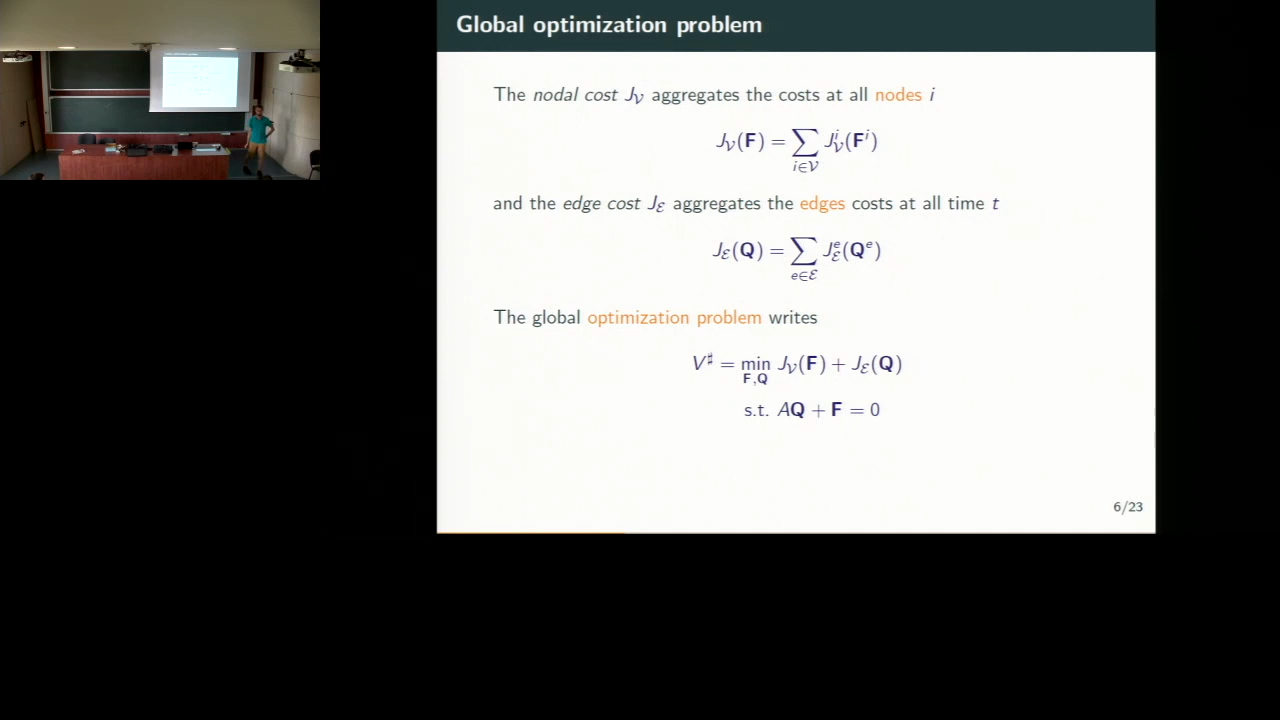 Global optimization problem
The nodal cost J_𝒱 aggregates the costs at all nodes i
J_𝒱(F) = ∑_{i∈𝒱} J_𝒱^i(F^i)
and the edge cost J_ℰ aggregates the edges costs at all time t
J_ℰ(Q) = ∑_{e∈ℰ} J_ℰ^e(Q^e)
The global optimization problem writes
V^♯ = min_{F,Q} J_𝒱(F) + J_ℰ(Q)
s.t. AQ + F = 0
6/23